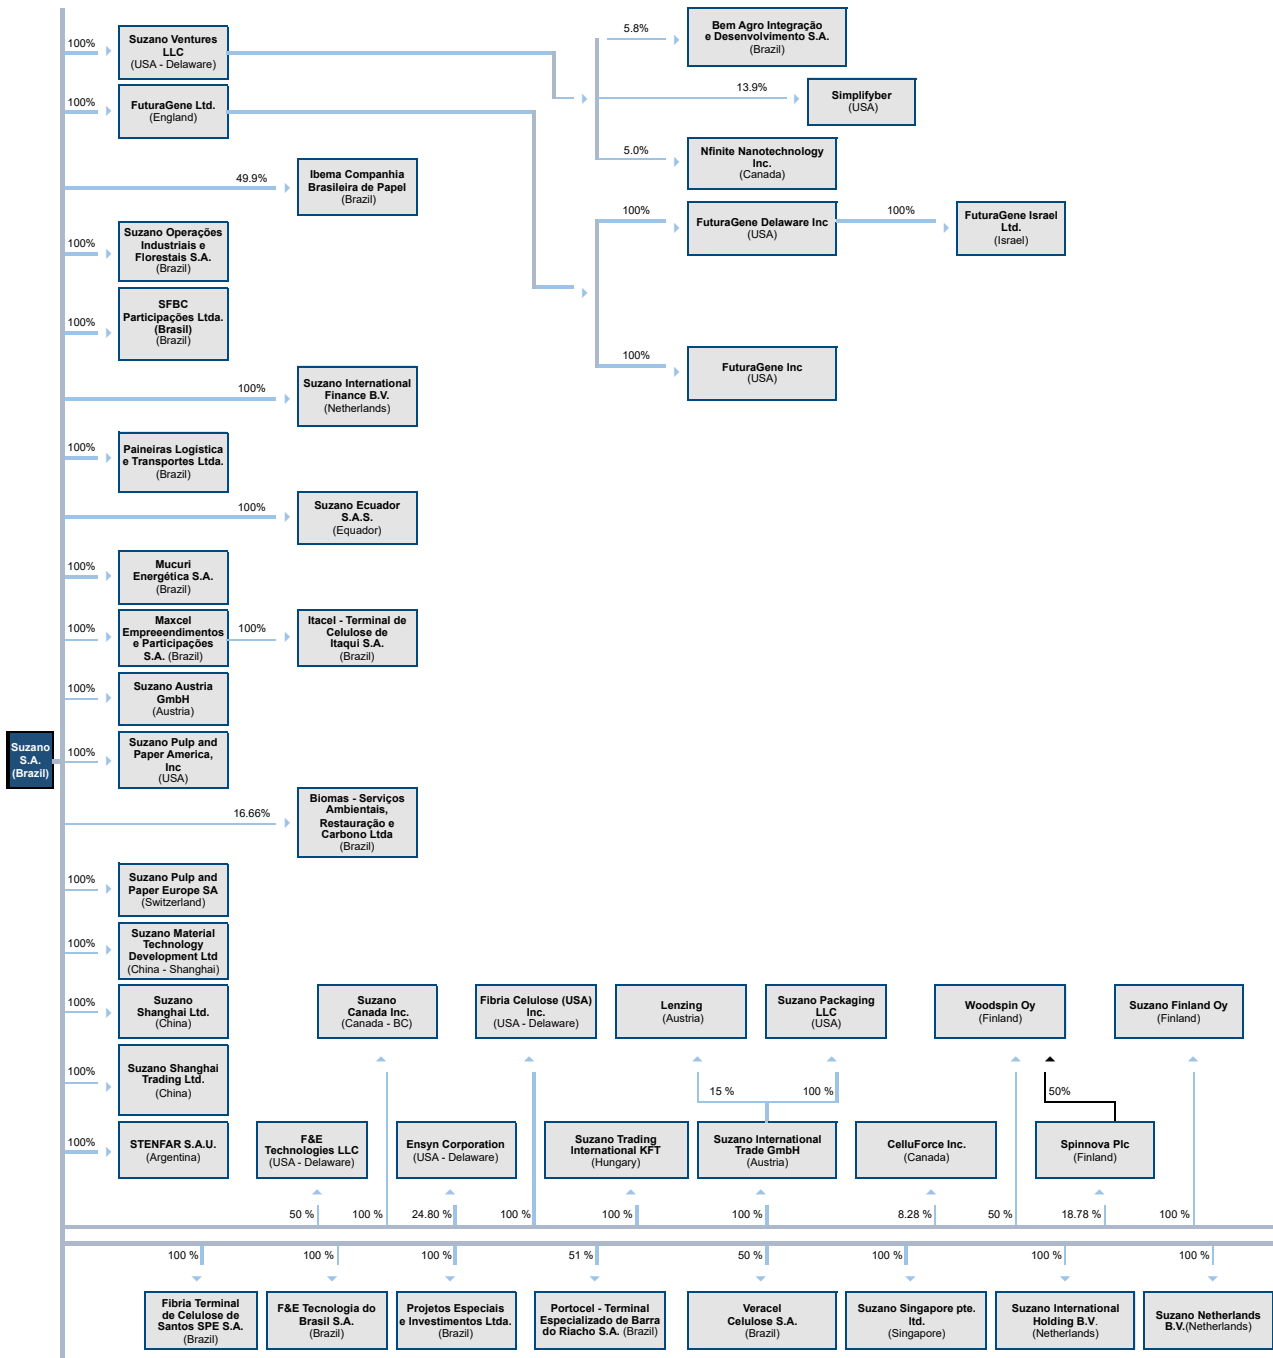 Suzano
S.A.
(Brazil)
100%
Suzano Ventures
LLC
(USA - Delaware)
5.8%
Bem Agro Integração
e Desenvolvimento S.A.
(Brazil)
13.9%
Simplifyber
(USA)
5.0%
Nfinite Nanotechnology
Inc.
(Canada)
100%
FuturaGene Ltd.
(England)
100%
FuturaGene Delaware Inc
(USA)
100%
FuturaGene Israel
Ltd.
(Israel)
100%
FuturaGene Inc
(USA)
49.9%
Ibema Companhia
Brasileira de Papel
(Brazil)
100%
Suzano Operações
Industriais e
Florestais S.A.
(Brazil)
100%
SFBC
Participações Ltda.
(Brasil)
(Brazil)
100%
Suzano International
Finance B.V.
(Netherlands)
100%
Paineiras Logística
e Transportes Ltda.
(Brazil)
100%
Suzano Ecuador
S.A.S.
(Equador)
100%
Mucuri
Energética S.A.
(Brazil)
100%
Maxcel
Empreeendimentos
e Participações
S.A. (Brazil)
100%
Itacel - Terminal de
Celulose de
Itaqui S.A.
(Brazil)
100%
Suzano Austria
GmbH
(Austria)
100%
Suzano Pulp and
Paper America,
Inc
(USA)
16.66%
Biomas - Serviços
Ambientais,
Restauração e
Carbono Ltda
(Brazil)
100%
Suzano Pulp and
Paper Europe SA
(Switzerland)
100%
Suzano Material
Technology
Development Ltd
(China - Shanghai)
100%
Suzano
Shanghai Ltd.
(China)
100%
Suzano Shanghai
Trading Ltd.
(China)
100%
STENFAR S.A.U.
(Argentina)
Suzano
Canada Inc.
(Canada - BC)
Fibria Celulose (USA)
Inc.
(USA - Delaware)
Lenzing
(Austria)
Suzano Packaging
LLC
(USA)
Woodspin Oy
(Finland)
Suzano Finland Oy
(Finland)
15 %
100 %
50%
F&E
Technologies LLC
(USA - Delaware)
Ensyn Corporation
(USA - Delaware)
Suzano Trading
International KFT
(Hungary)
Suzano International
Trade GmbH
(Austria)
CelluForce Inc.
(Canada)
Spinnova Plc
(Finland)
50 %
100 %
24.80 %
100 %
100 %
100 %
8.28 %
50 %
18.78 %
100 %
100 %
100 %
100 %
51 %
50 %
100 %
100 %
100 %
Fibria Terminal
de Celulose de
Santos SPE S.A.
(Brazil)
F&E Tecnologia do
Brasil S.A.
(Brazil)
Projetos Especiais
e Investimentos Ltda.
(Brazil)
Portocel - Terminal
Especializado de Barra
do Riacho S.A. (Brazil)
Veracel
Celulose S.A.
(Brazil)
Suzano Singapore pte.
ltd.
(Singapore)
Suzano International
Holding B.V.
(Netherlands)
Suzano Netherlands
B.V.(Netherlands)